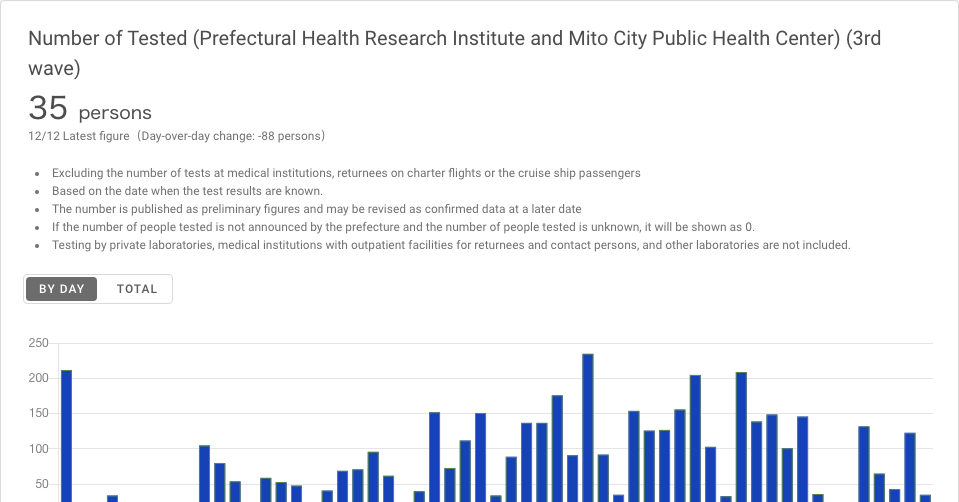 Number of Tested (Prefectural Health Research Institute and Mito City Public Health Center) (3rd
wave)
35 persons
12/12 Latest figure（Day-over-day change: -88 persons）
• Excluding the number of tests at medical institutions, returnees on charter flights or the cruise ship passengers
• Based on the date when the test results are known.
• The number is published as preliminary figures and may be revised as confirmed data at a later date
• If the number of people tested is not announced by the prefecture and the number of people tested is unknown, it will be shown as 0.
• Testing by private laboratories, medical institutions with outpatient facilities for returnees and contact persons, and other laboratories are not included.
BY DAY TOTAL
250
200
150
100
50